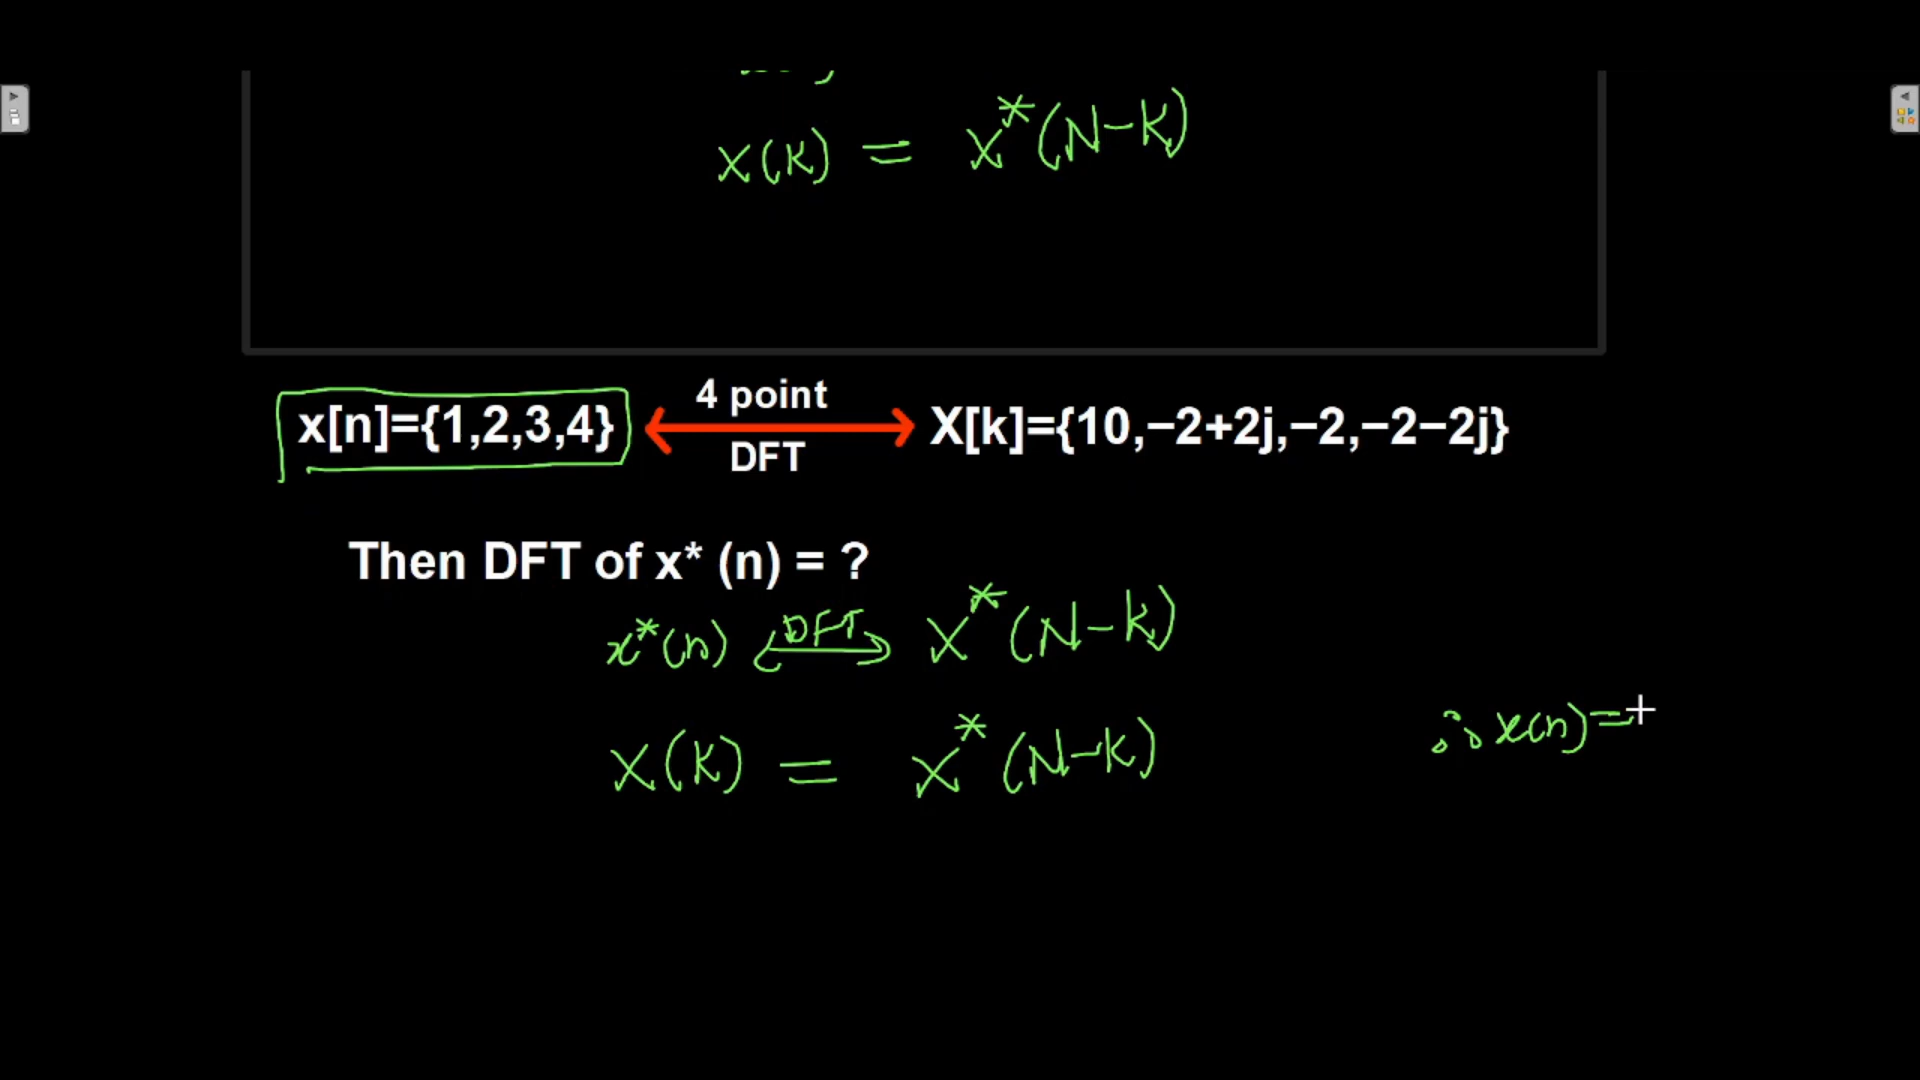 X(K) = X*(N-K)
4 point
x[n]={1,2,3,4} X[k]={10,−2+2j,−2,−2−2j}
DFT
Then DFT of x* (n) = ?
x*(n) DFT X*(N-K)
X(K) = X*(N-K)
∴ x(n) =